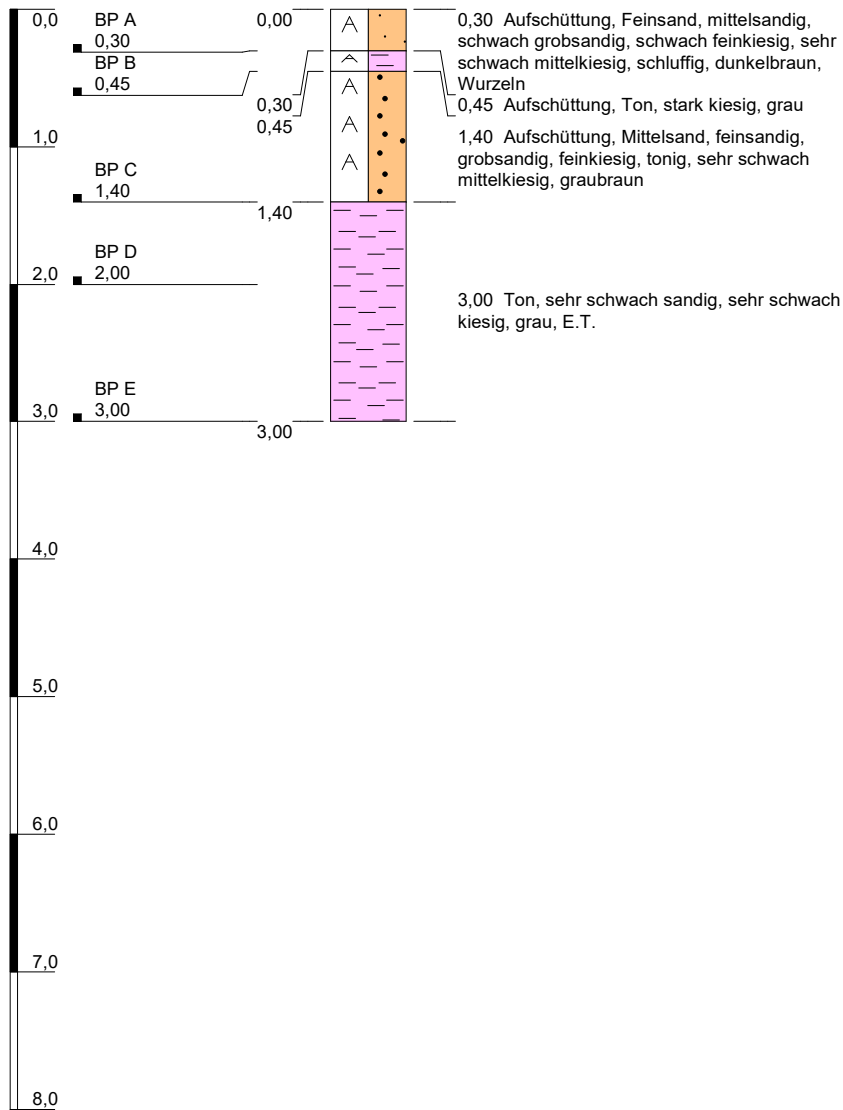 0,0
1,0
2,0
3,0
4,0
5,0
6,0
7,0
8,0
BP A
0,30
BP B
0,45
BP C
1,40
BP D
2,00
BP E
3,00
0,00
0,30
0,45
1,40
3,00
A
A
A
A
A
0,30 Aufschüttung, Feinsand, mittelsandig,
schwach grobsandig, schwach feinkiesig, sehr
schwach mittelkiesig, schluffig, dunkelbraun,
Wurzeln
0,45 Aufschüttung, Ton, stark kiesig, grau
1,40 Aufschüttung, Mittelsand, feinsandig,
grobsandig, feinkiesig, tonig, sehr schwach
mittelkiesig, graubraun
3,00 Ton, sehr schwach sandig, sehr schwach
kiesig, grau, E.T.